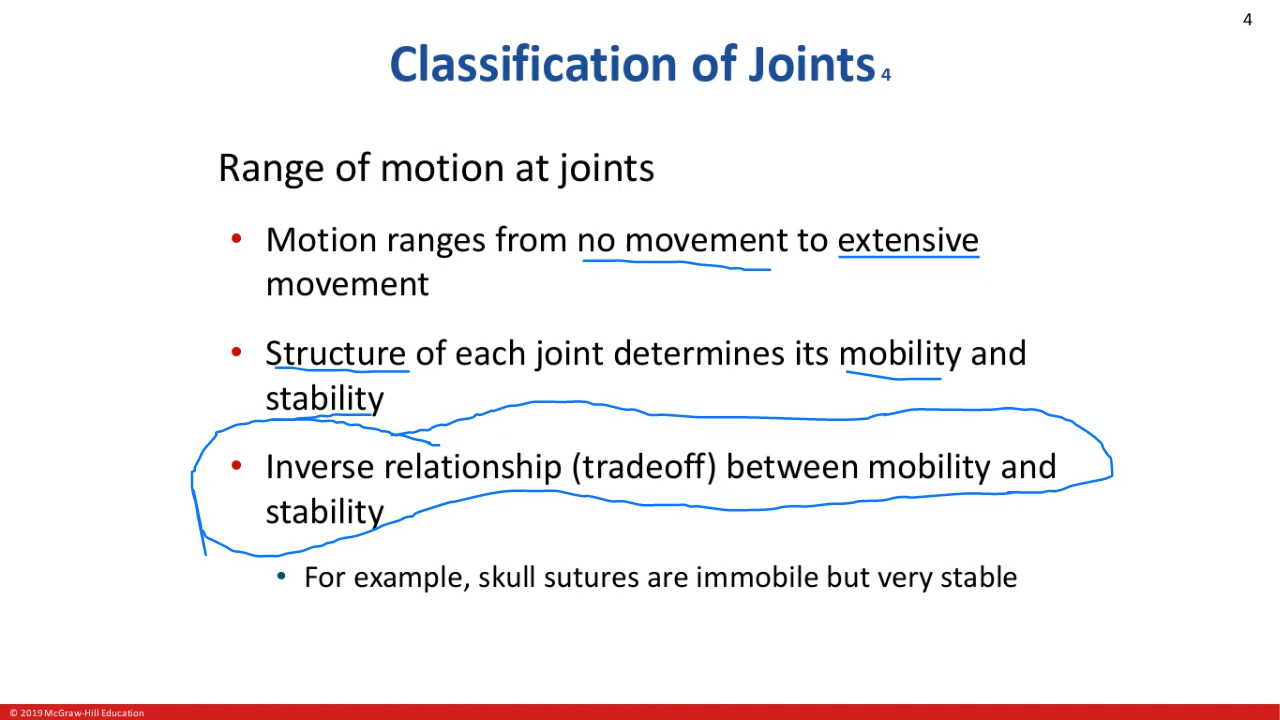 4
Classification of Joints 4
Range of motion at joints
• Motion ranges from no movement to extensive
movement
• Structure of each joint determines its mobility and
stability
• Inverse relationship (tradeoff) between mobility and
stability
• For example, skull sutures are immobile but very stable
© 2019 McGraw-Hill Education